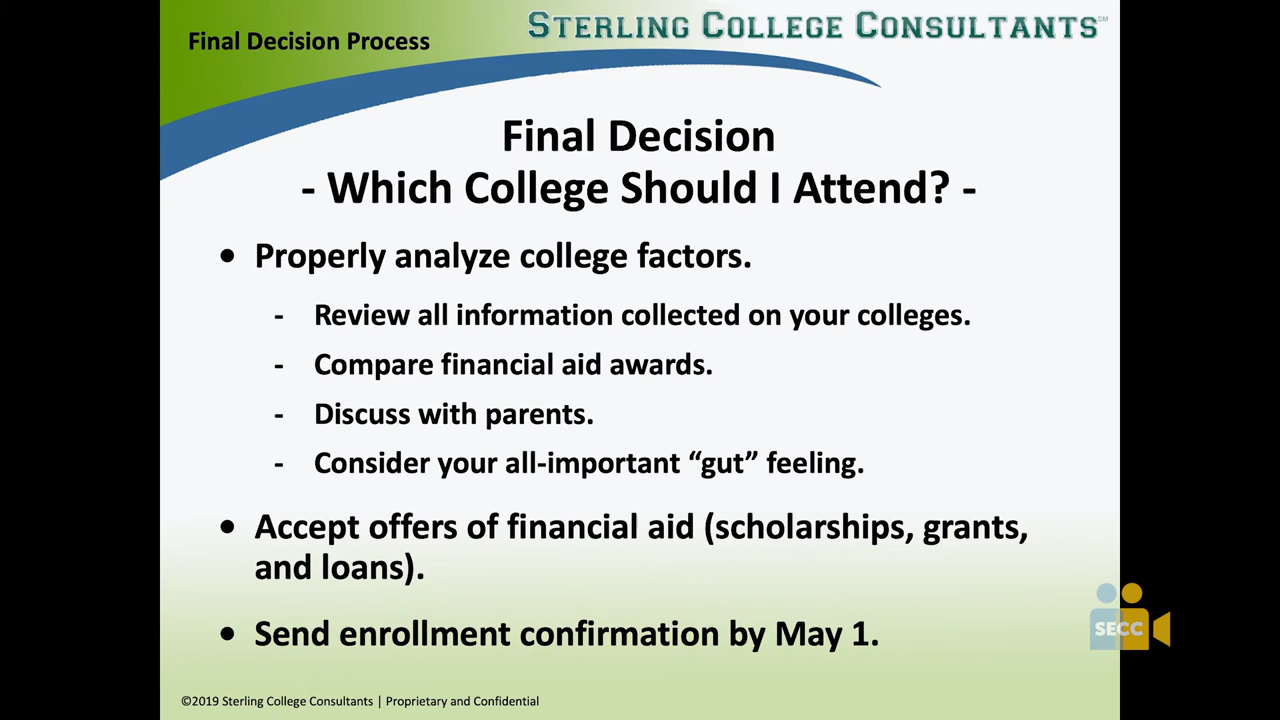 Final Decision Process
STERLING COLLEGE CONSULTANTS℠
Final Decision
- Which College Should I Attend? -
• Properly analyze college factors.
- Review all information collected on your colleges.
- Compare financial aid awards.
- Discuss with parents.
- Consider your all-important “gut” feeling.
• Accept offers of financial aid (scholarships, grants,
and loans).
• Send enrollment confirmation by May 1.
SECC
©2019 Sterling College Consultants | Proprietary and Confidential